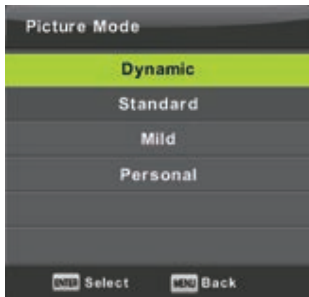 Picture Mode
Dynamic
Standard
Mild
Personal
ENTER Select MENU Back